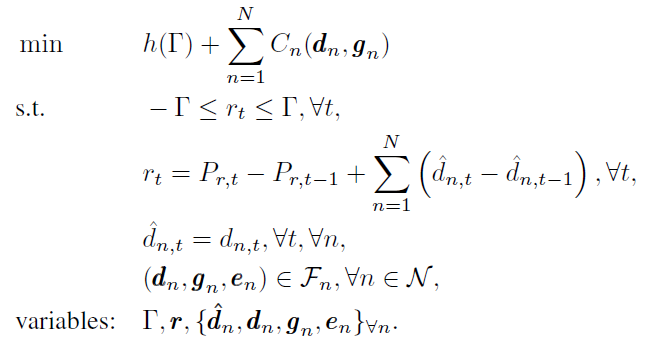 min h(Γ) + ∑_{n=1}^{N} C_n(𝒅_n, 𝒈_n)
s.t. − Γ ≤ r_t ≤ Γ, ∀t,
r_t = P_{r,t} − P_{r,t−1} + ∑_{n=1}^{N} (d̂_{n,t} − d̂_{n,t−1}), ∀t,
d̂_{n,t} = d_{n,t}, ∀t, ∀n,
(𝒅_n, 𝒈_n, 𝒆_n) ∈ ℱ_n, ∀n ∈ 𝒩,
variables: Γ, 𝒓, {𝒅̂_n, 𝒅_n, 𝒈_n, 𝒆_n}_{∀n}.